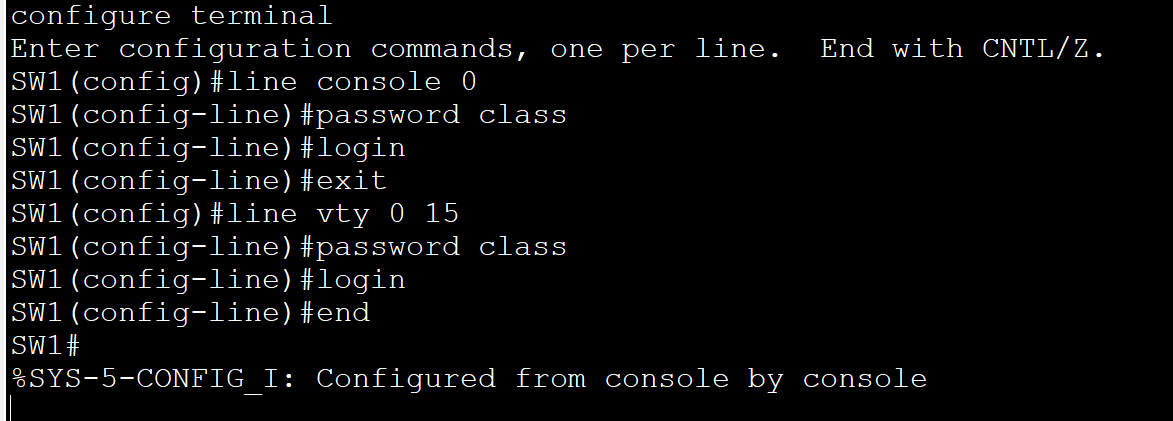 configure terminal
Enter configuration commands, one per line.  End with CNTL/Z.
SW1(config)#line console 0
SW1(config-line)#password class
SW1(config-line)#login
SW1(config-line)#exit
SW1(config)#line vty 0 15
SW1(config-line)#password class
SW1(config-line)#login
SW1(config-line)#end
SW1#
%SYS-5-CONFIG_I: Configured from console by console